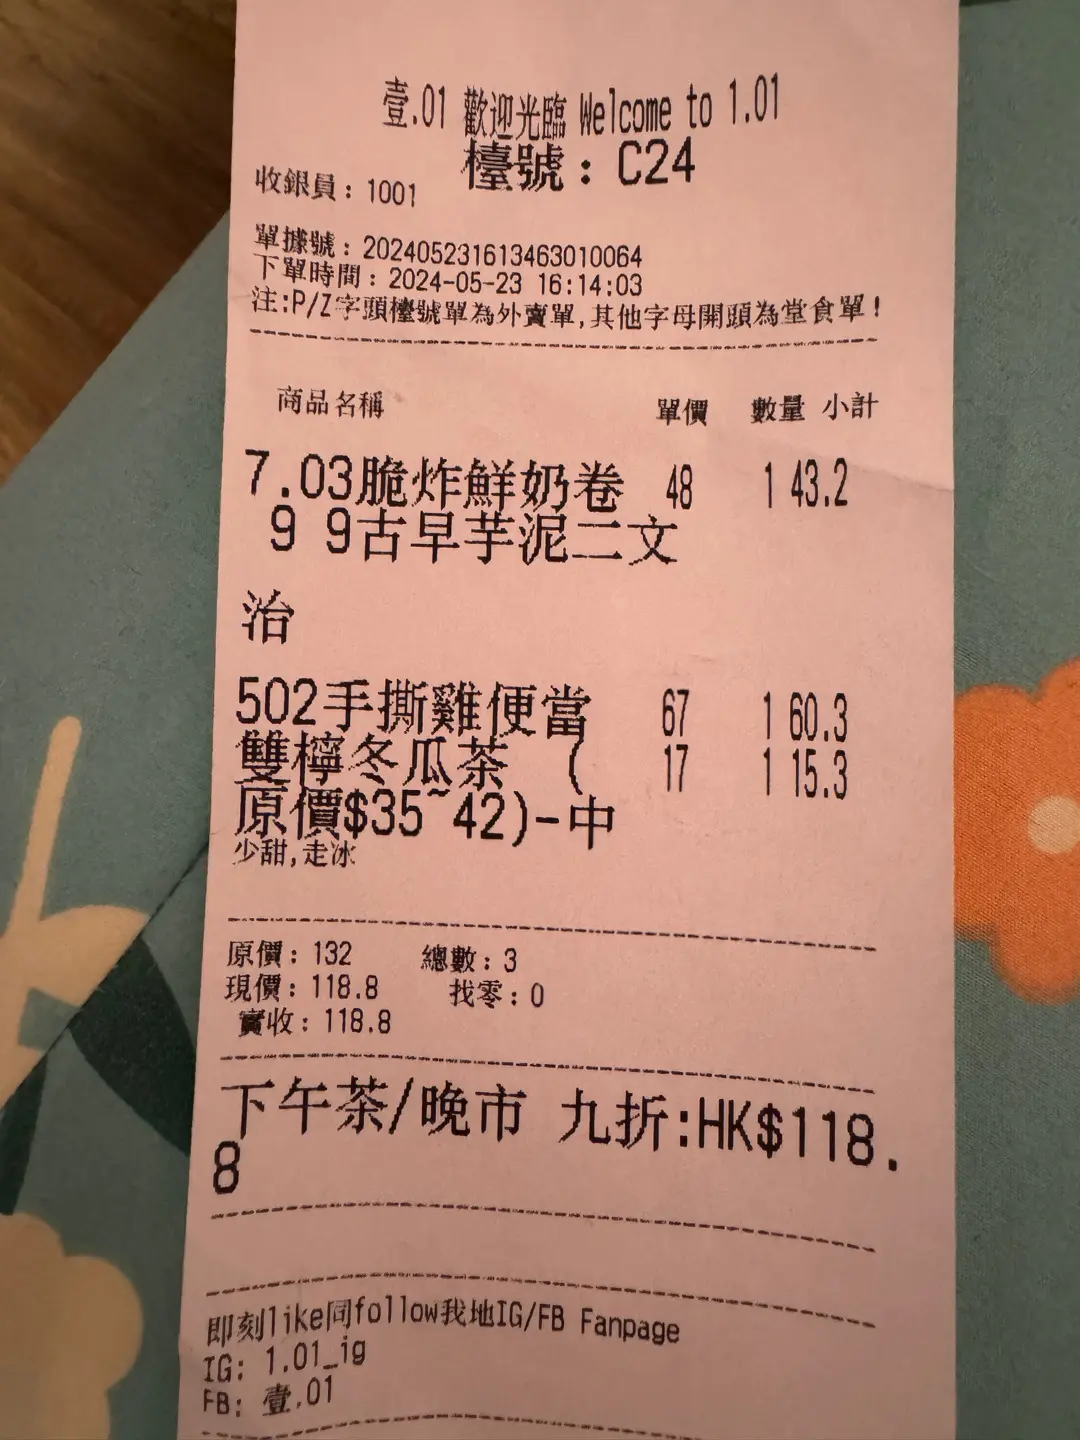 壹.01 歡迎光臨 Welcome to 1.01
檯號: C24
收銀員: 1001
單據號: 202405231613463010064
下單時間: 2024-05-23 16:14:03
注:P/Z字頭檯號單為外賣單,其他字母開頭為堂食單!
商品名稱 單價 數量 小計
7.03脆炸鮮奶卷 48 1 43.2
9 9古早芋泥二文
治
502手撕雞便當 67 1 60.3
雙檸冬瓜茶 ( 17 1 15.3
原價$35~42)-中
少甜,走冰
原價: 132 總數: 3
現價: 118.8 找零: 0
實收: 118.8
下午茶/晚市 九折:HK$118.
8
即刻like同follow我地IG/FB Fanpage
IG: 1.01_ig
FB: 壹.01